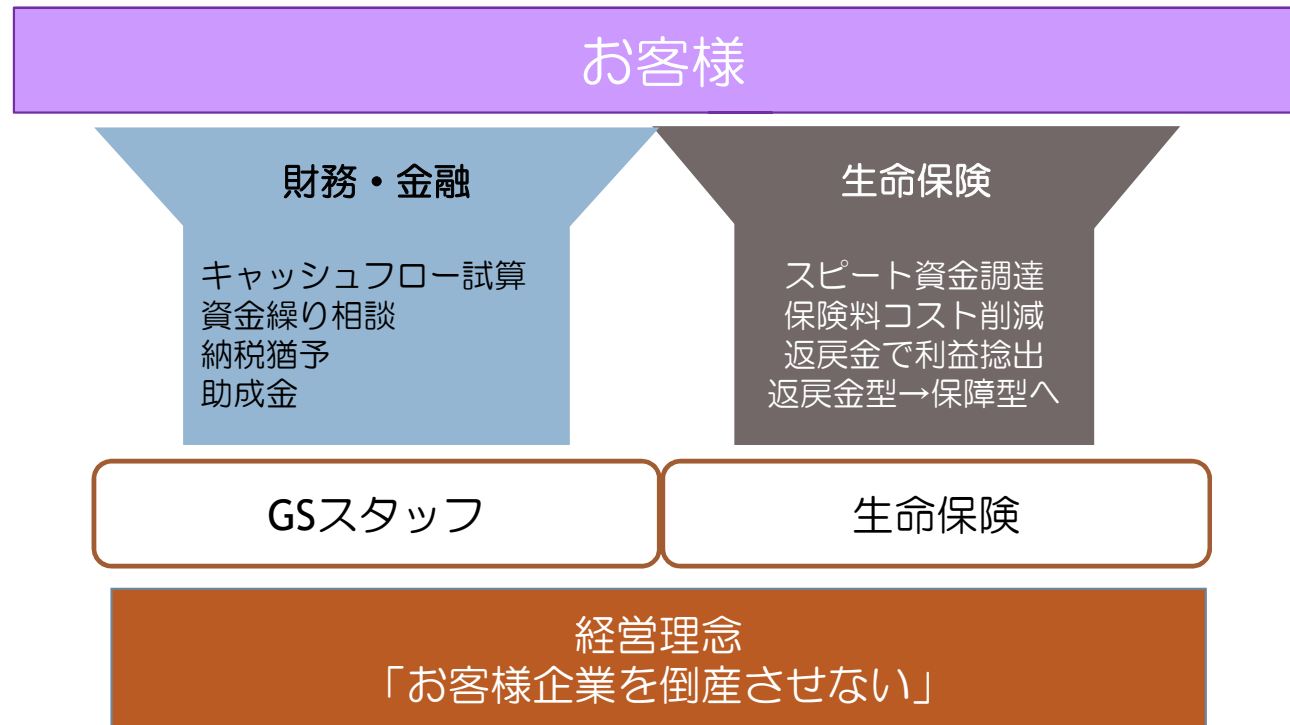 お客様
財務・金融
キャッシュフロー試算
資金繰り相談
納税猶予
助成金
生命保険
スピート資金調達
保険料コスト削減
返戻金で利益捻出
返戻金型→保障型へ
GSスタッフ
生命保険
経営理念
「お客様企業を倒産させない」